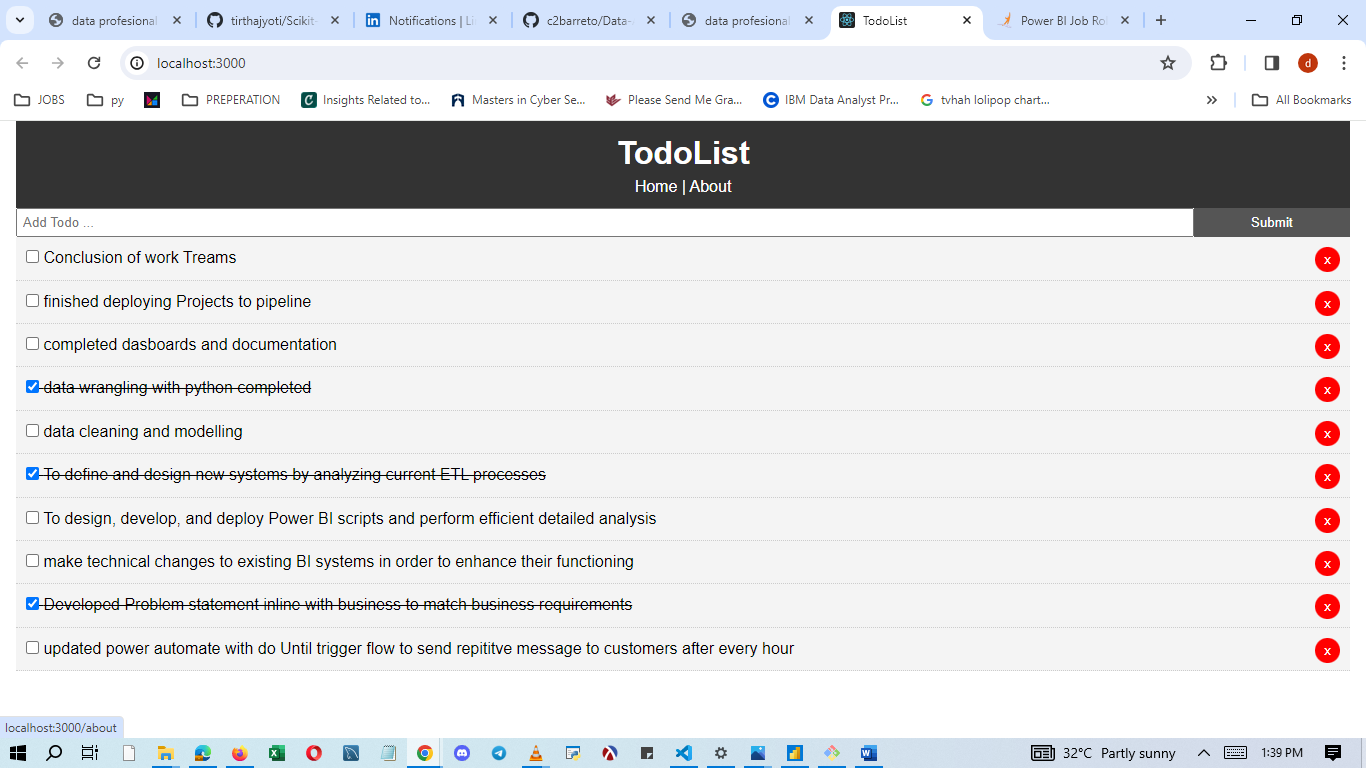 data profesional
tirthajyoti/Scikit-
Notifications | Li
c2barreto/Data-
data profesional
TodoList
Power BI Job Ro
localhost:3000
d
JOBS
py
PREPERATION
Insights Related to...
Masters in Cyber Se...
Please Send Me Gra...
IBM Data Analyst Pr...
tvhah lolipop chart...
All Bookmarks
TodoList
Home | About
Add Todo ...
Submit
Conclusion of work Treams
x
finished deploying Projects to pipeline
x
completed dasboards and documentation
x
data wrangling with python completed
x
data cleaning and modelling
x
To define and design new systems by analyzing current ETL processes
x
To design, develop, and deploy Power BI scripts and perform efficient detailed analysis
x
make technical changes to existing BI systems in order to enhance their functioning
x
Developed Problem statement inline with business to match business requirements
x
updated power automate with do Until trigger flow to send repititve message to customers after every hour
x
localhost:3000/about
32°C Partly sunny
1:39 PM